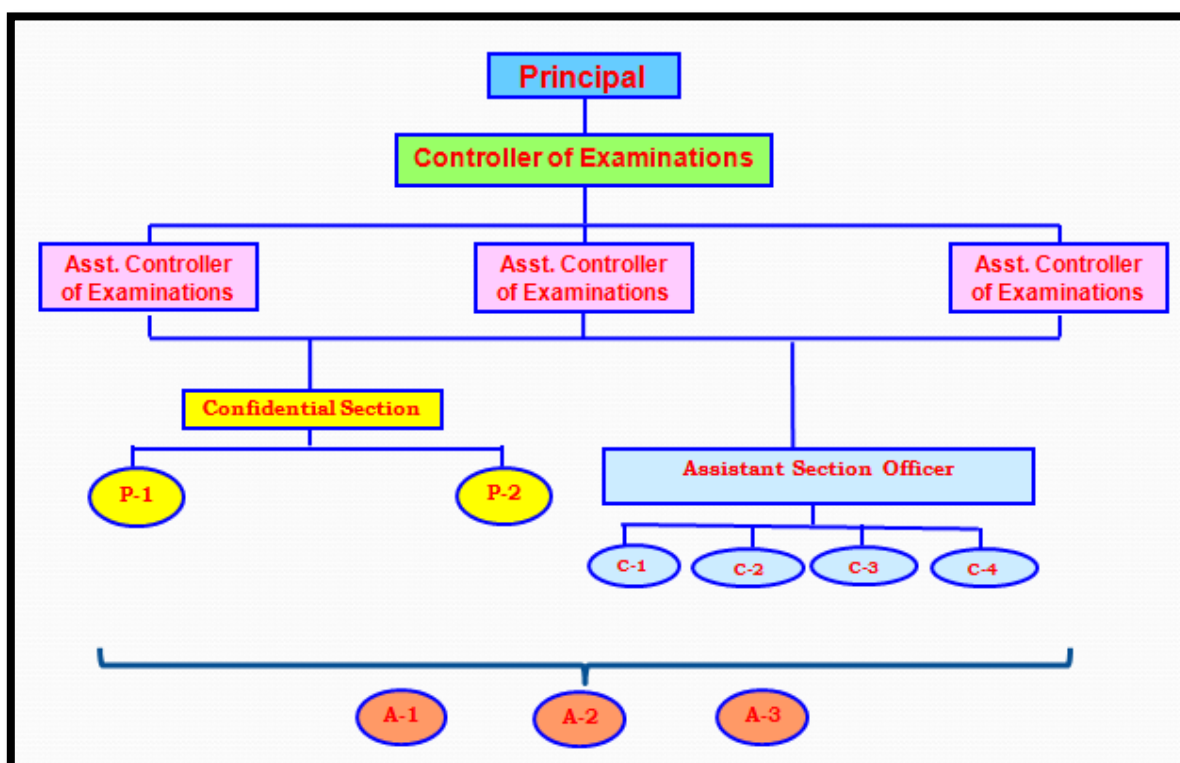 Principal
Controller of Examinations
Asst. Controller
of Examinations
Asst. Controller
of Examinations
Asst. Controller
of Examinations
Confidential Section
P-1
P-2
Assistant Section Officer
C-1
C-2
C-3
C-4
A-1
A-2
A-3